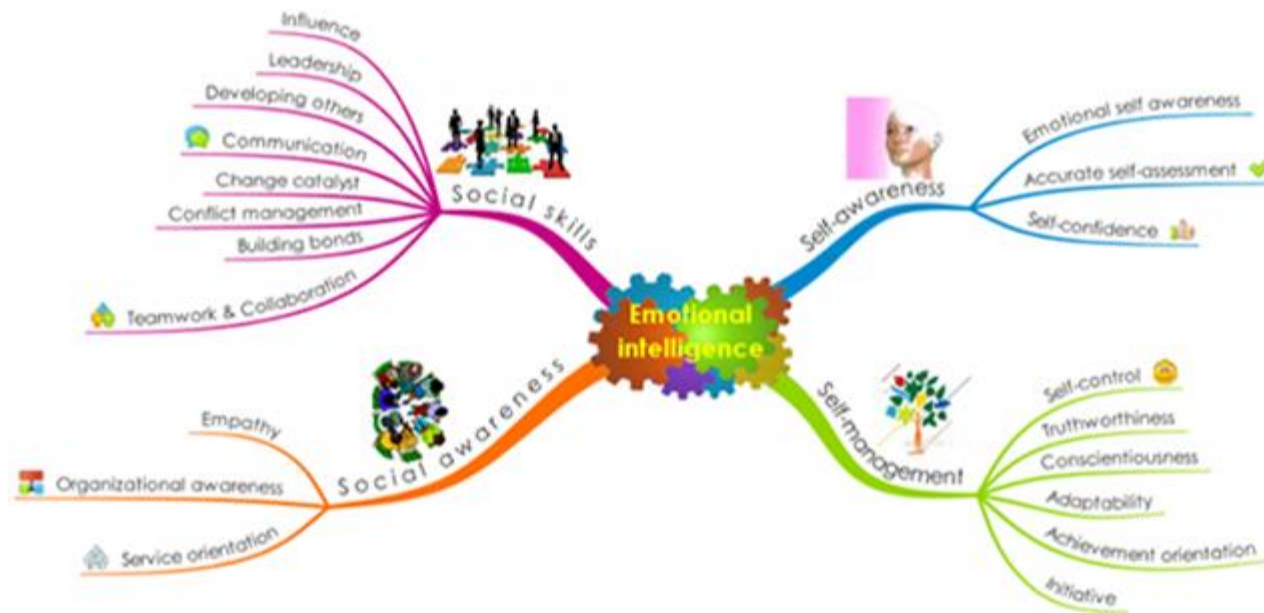 Emotional
intelligence
Social skills
Influence
Leadership
Developing others
Communication
Change catalyst
Conflict management
Building bonds
Teamwork & Collaboration
Self-awareness
Emotional self awareness
Accurate self-assessment
Self-confidence
Social awareness
Empathy
Organizational awareness
Service orientation
Self-management
Self-control
Truthworthiness
Conscientiousness
Adaptability
Achievement orientation
Initiative